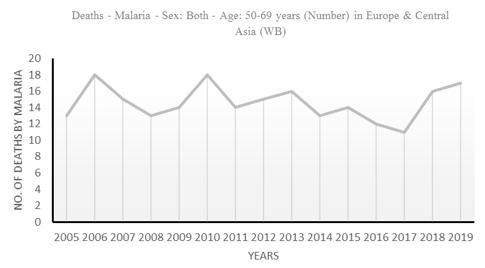 Deaths - Malaria - Sex: Both - Age: 50-69 years (Number) in Europe & Central
Asia (WB)
20
18
16
14
12
10
8
6
4
2
0
NO. OF DEATHS BY MALARIA
2005 2006 2007 2008 2009 2010 2011 2012 2013 2014 2015 2016 2017 2018 2019
YEARS